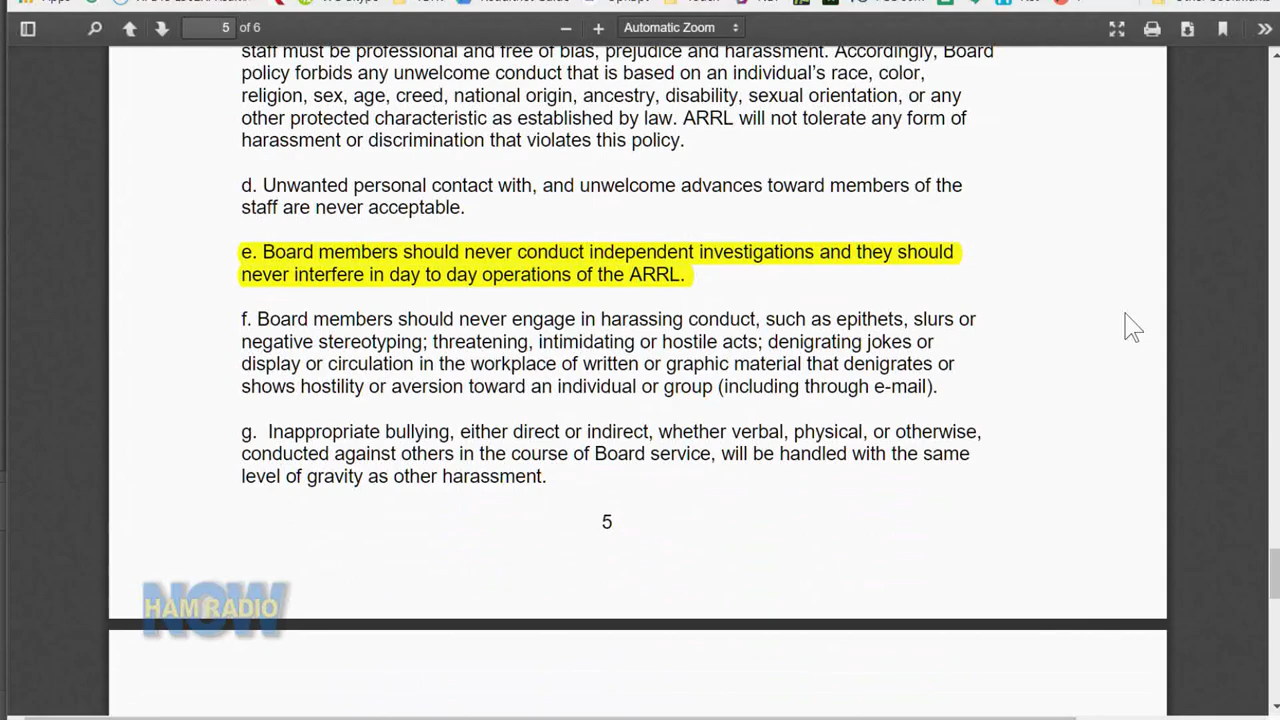 5 of 6
Automatic Zoom
staff must be professional and free of bias, prejudice and harassment. Accordingly, Board
policy forbids any unwelcome conduct that is based on an individual's race, color,
religion, sex, age, creed, national origin, ancestry, disability, sexual orientation, or any
other protected characteristic as established by law. ARRL will not tolerate any form of
harassment or discrimination that violates this policy.
d. Unwanted personal contact with, and unwelcome advances toward members of the
staff are never acceptable.
e. Board members should never conduct independent investigations and they should
never interfere in day to day operations of the ARRL.
f. Board members should never engage in harassing conduct, such as epithets, slurs or
negative stereotyping; threatening, intimidating or hostile acts; denigrating jokes or
display or circulation in the workplace of written or graphic material that denigrates or
shows hostility or aversion toward an individual or group (including through e-mail).
g.  Inappropriate bullying, either direct or indirect, whether verbal, physical, or otherwise,
conducted against others in the course of Board service, will be handled with the same
level of gravity as other harassment.
5
HAM RADIO
NOW